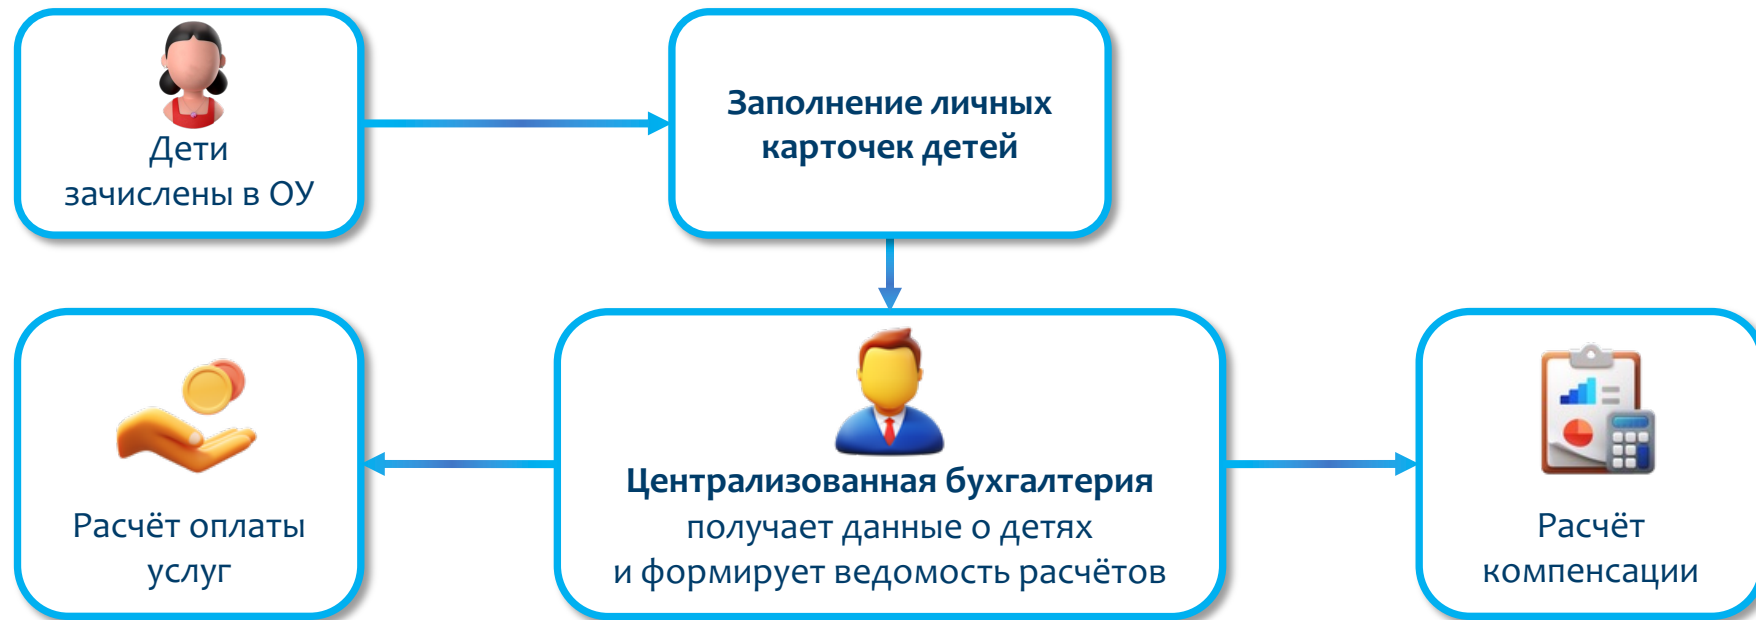 Дети
зачислены в ОУ
Заполнение личных
карточек детей
Расчёт оплаты
услуг
Централизованная бухгалтерия
получает данные о детях
и формирует ведомость расчётов
Расчёт
компенсации